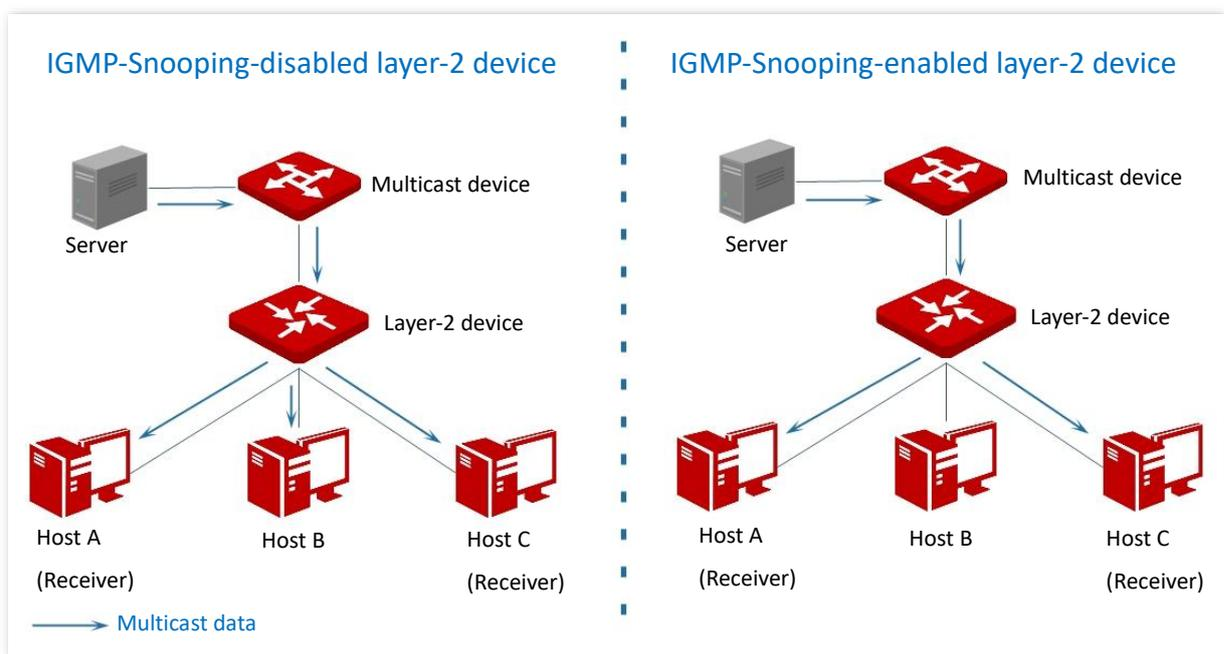 IGMP-Snooping-disabled layer-2 device
Multicast device
Server
Layer-2 device
Host A
(Receiver)
Host B
Host C
(Receiver)
Multicast data
IGMP-Snooping-enabled layer-2 device
Multicast device
Server
Layer-2 device
Host A
(Receiver)
Host B
Host C
(Receiver)